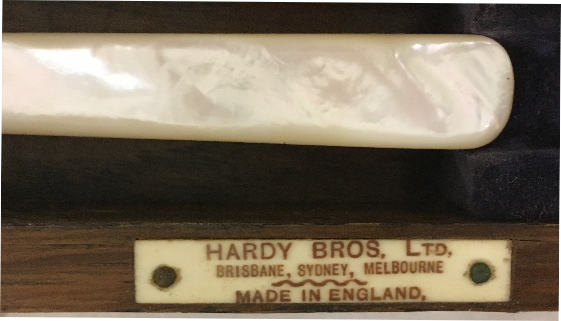 HARDY BROS, LTD,
BRISBANE, SYDNEY, MELBOURNE
MADE IN ENGLAND,